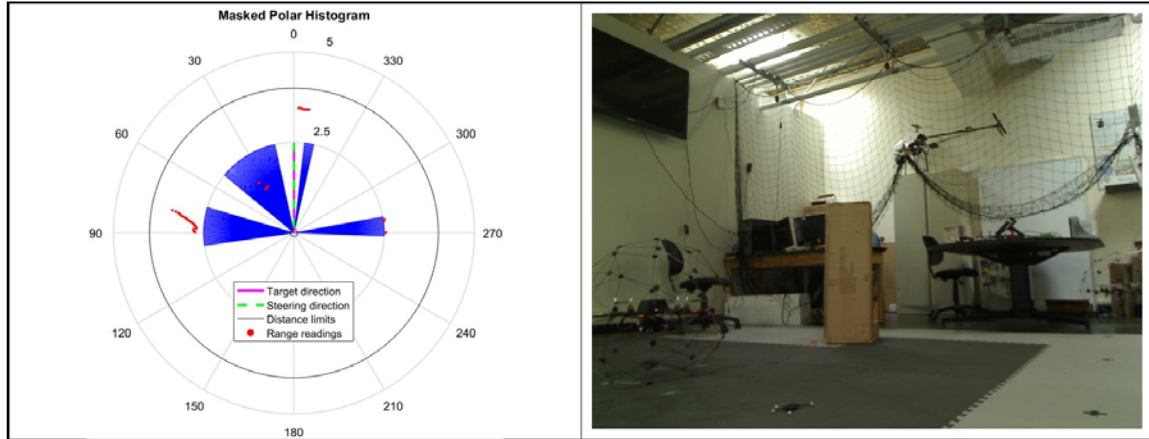 Masked Polar Histogram
0
5
30
330
60
300
2.5
90
270
Target direction
Steering direction
Distance limits
Range readings
120
240
150
210
180